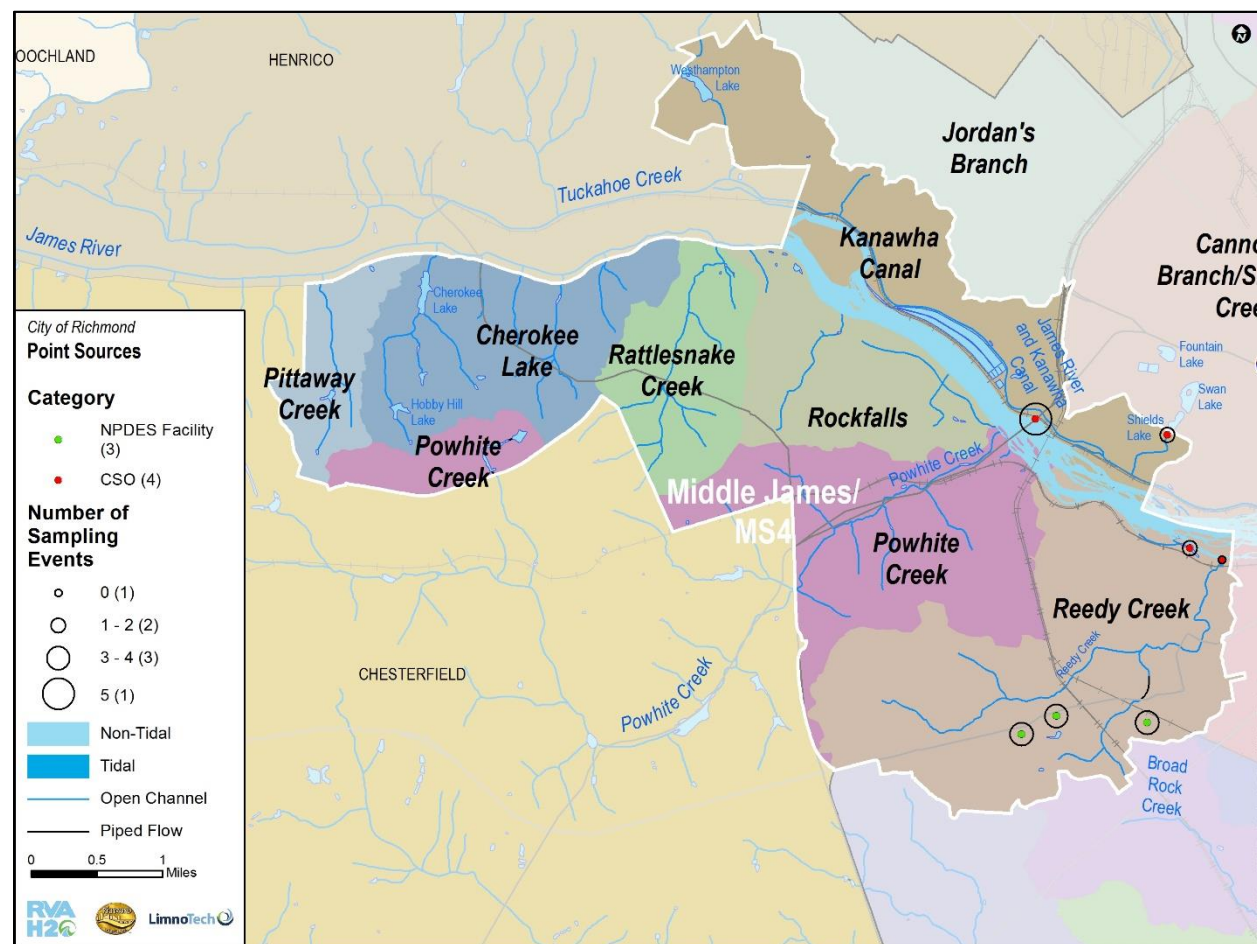 OOCHLAND
HENRICO
Westhampton
Lake
Jordan's
Branch
Tuckahoe Creek
James River
Kanawha
Canal
Canno
Branch/S
Cree
Cherokee
Lake
Cherokee
Lake
Pittaway
Creek
Rattlesnake
Creek
Hobby Hill
Lake
Powhite
Creek
Rockfalls
James River
and Kanawha
Canal
Fountain
Lake
Swan
Lake
Shields
Lake
Powhite Creek
Middle James/
MS4
Powhite
Creek
Reedy Creek
Reedy Creek
CHESTERFIELD
Powhite Creek
Broad
Rock
Creek
N
City of Richmond
Point Sources
Category
NPDES Facility
(3)
CSO (4)
Number of
Sampling
Events
0 (1)
1 - 2 (2)
3 - 4 (3)
5 (1)
Non-Tidal
Tidal
Open Channel
Piped Flow
0 0.5 1
Miles
RVA
H2O
LimnoTech